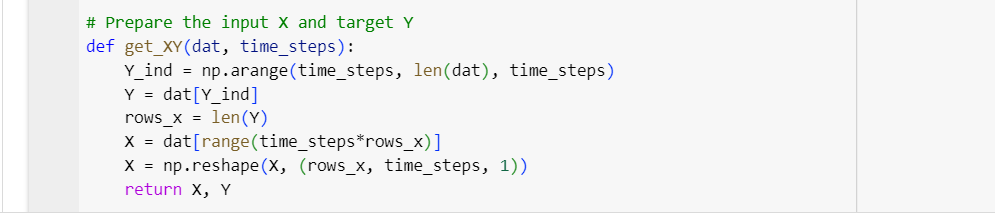 # Prepare the input X and target Y
def get_XY(dat, time_steps):
    Y_ind = np.arange(time_steps, len(dat), time_steps)
    Y = dat[Y_ind]
    rows_x = len(Y)
    X = dat[range(time_steps*rows_x)]
    X = np.reshape(X, (rows_x, time_steps, 1))
    return X, Y